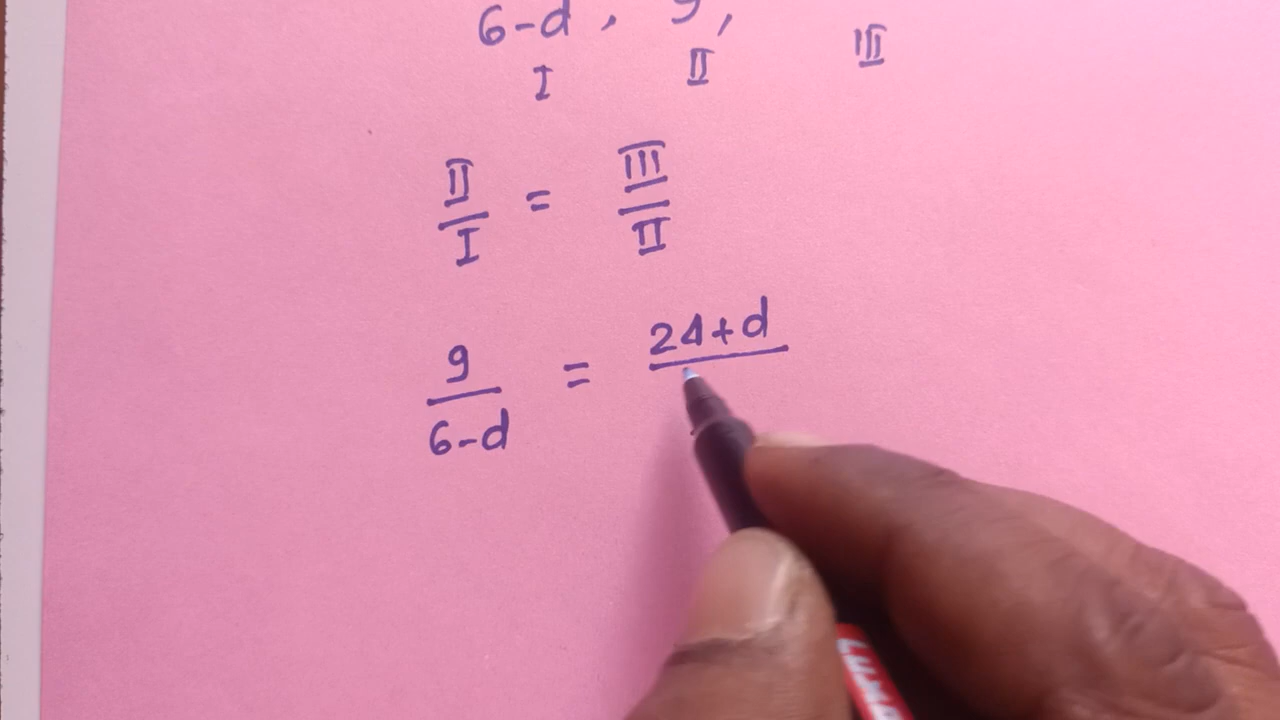 6-d, 9,
I II III
II/I = III/II
9/6-d = 24+d